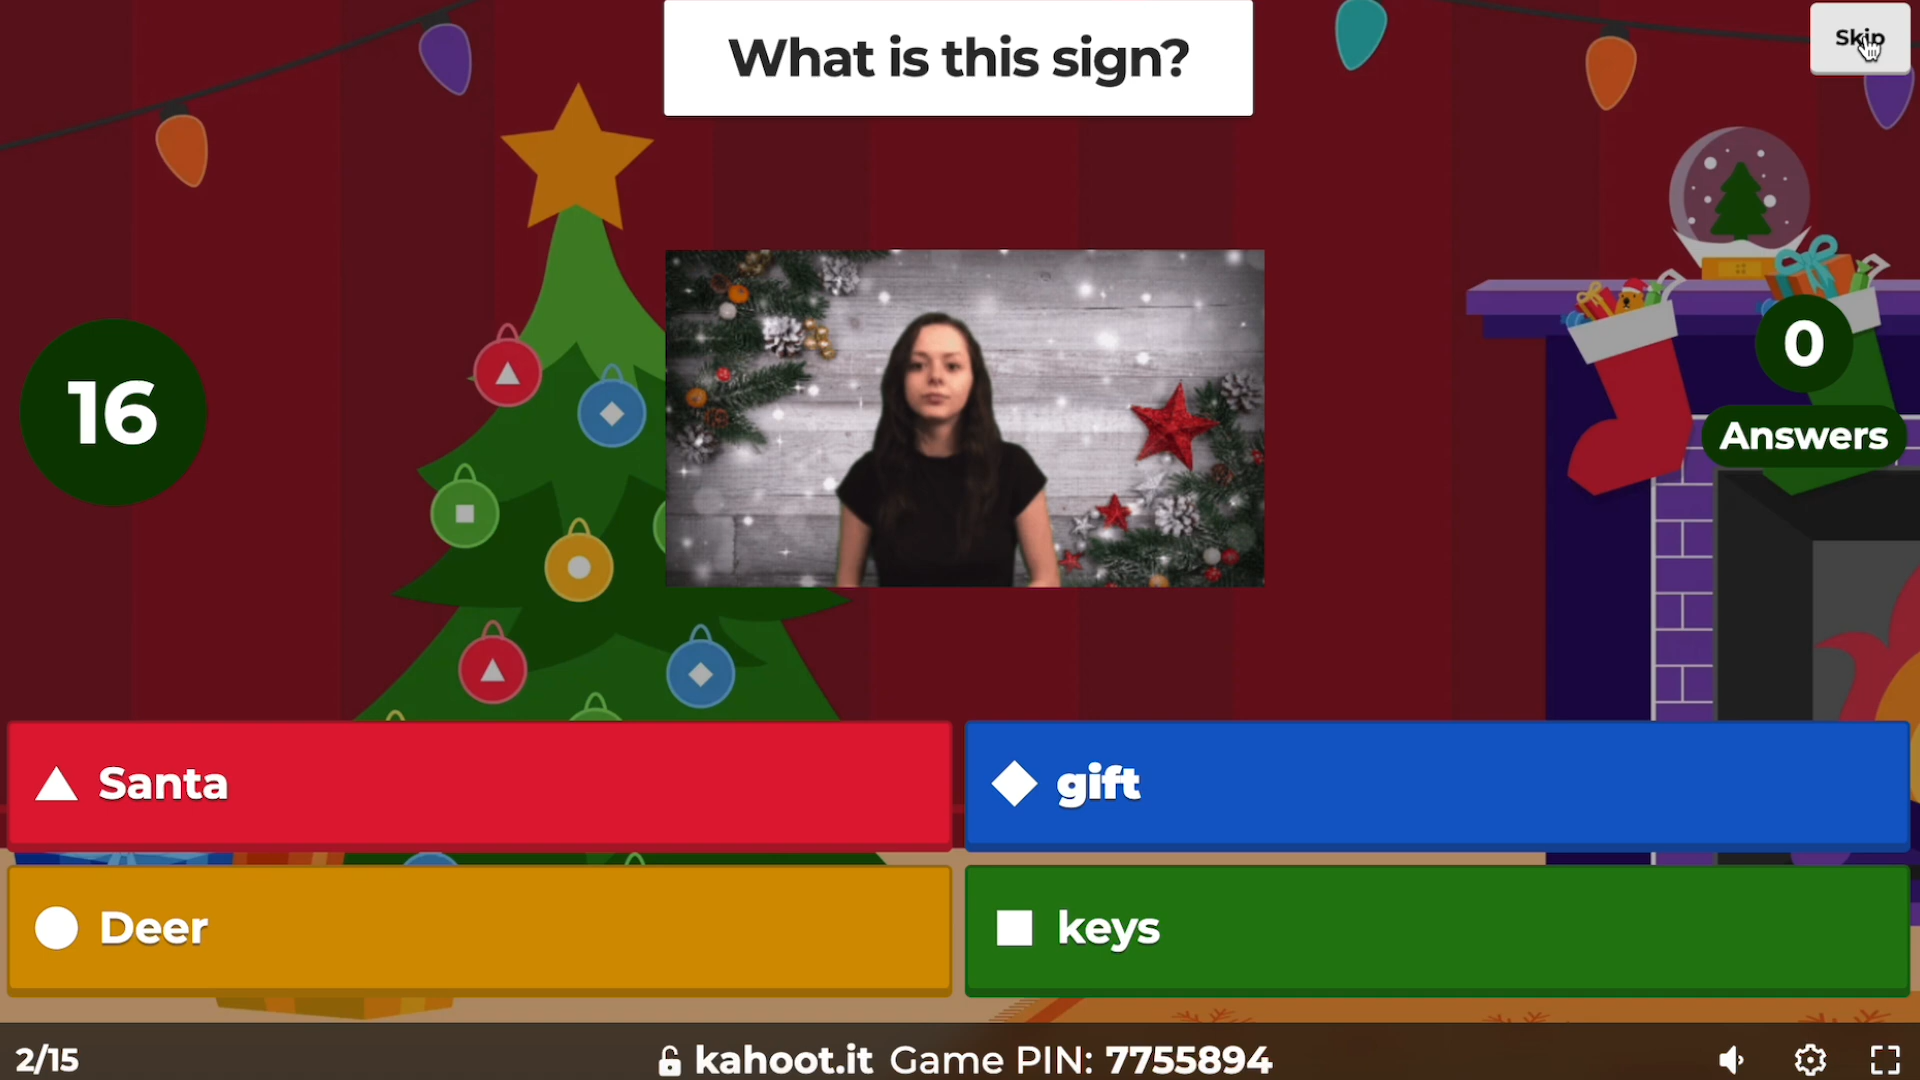 What is this sign?
Skip
16
0
Answers
Santa
gift
Deer
keys
2/15
kahoot.it Game PIN: 7755894